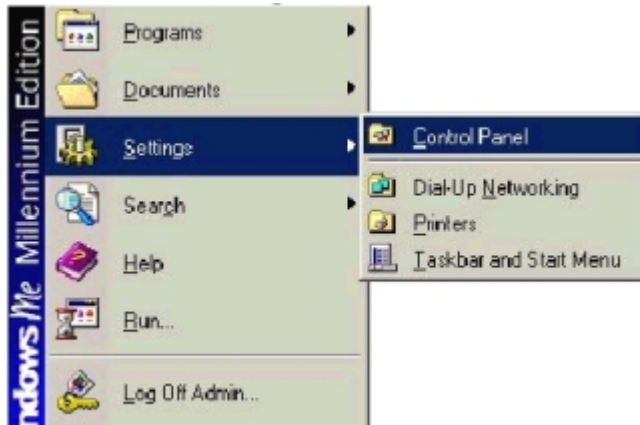 Programs
Documents
Settings
Search
Help
Run...
Log Off Admin...
Control Panel
Dial-Up Networking
Printers
Taskbar and Start Menu
ndows Me Millennium Edition